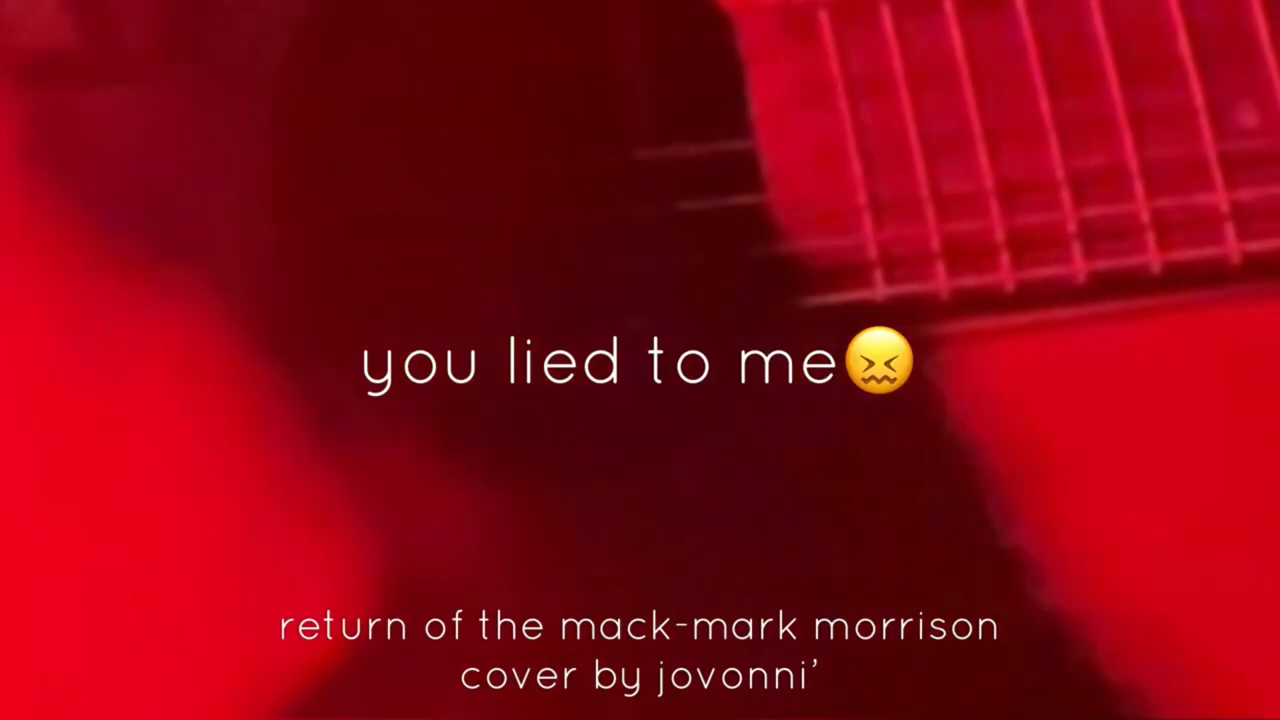 you lied to me😖
return of the mack-mark morrison
cover by jovonni’